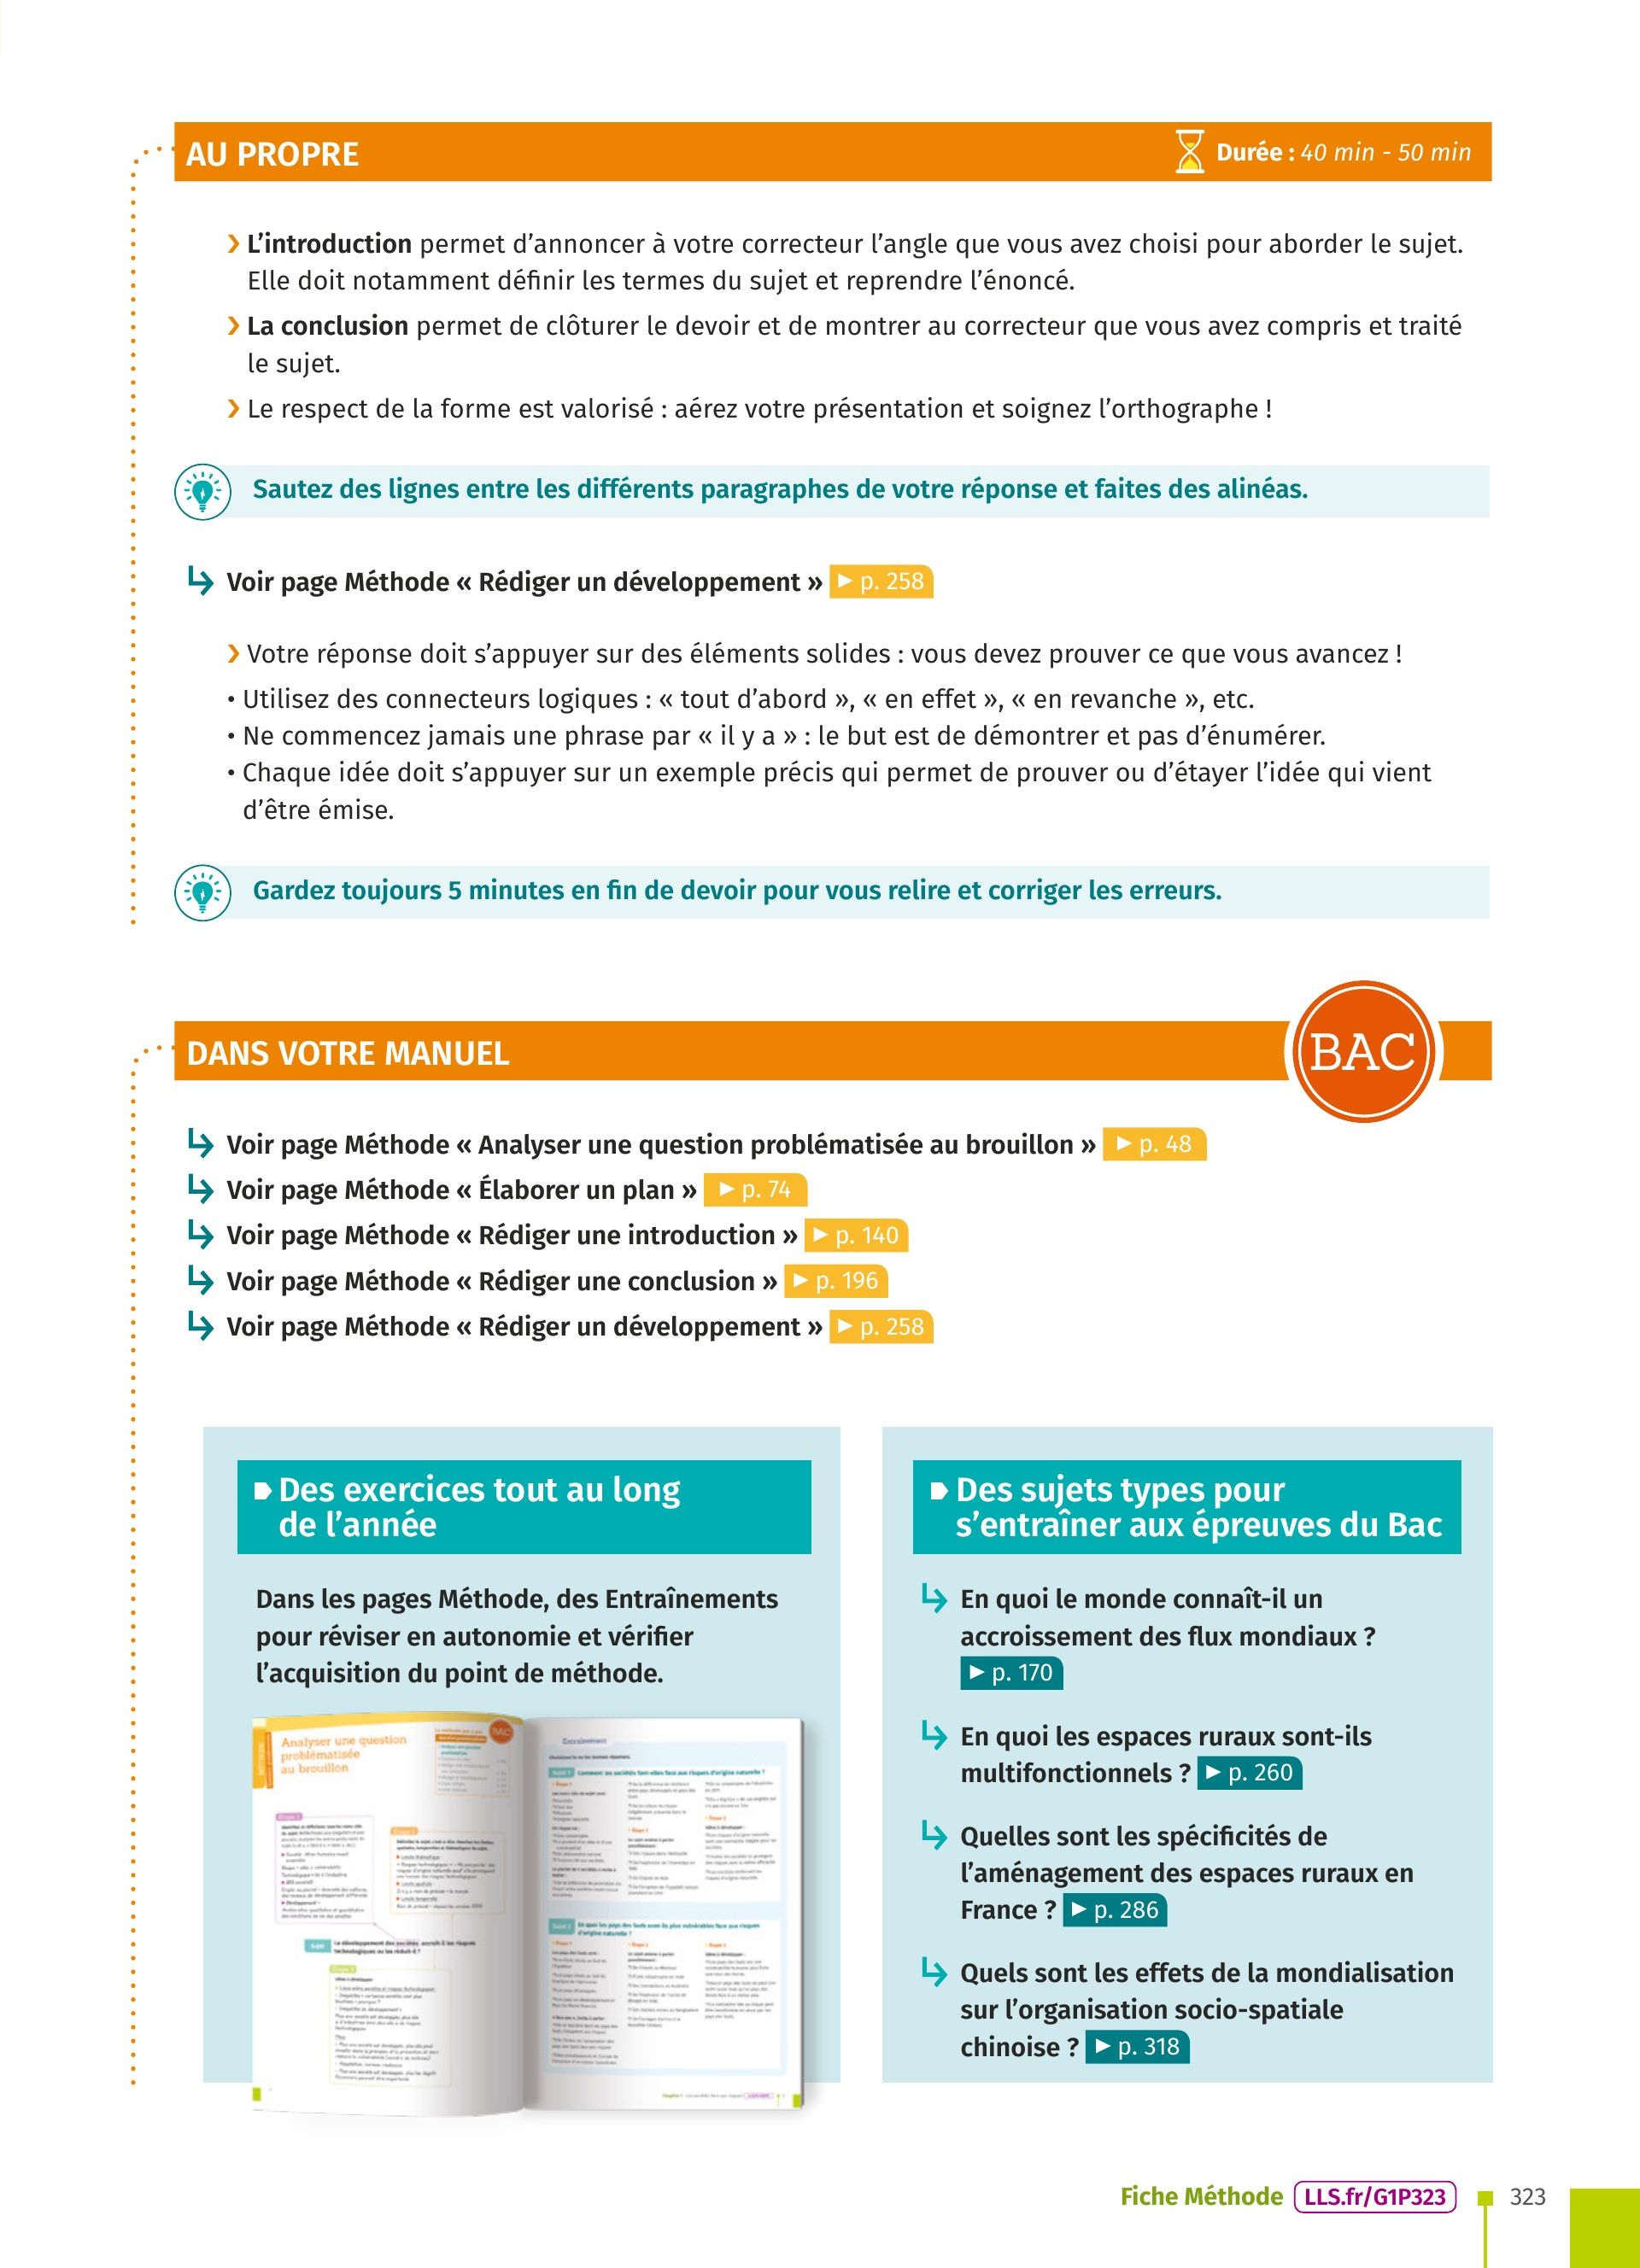 AU PROPRE
Durée : 40 min - 50 min
❯ L’introduction permet d’annoncer à votre correcteur l’angle que vous avez choisi pour aborder le sujet.
Elle doit notamment définir les termes du sujet et reprendre l’énoncé.
❯ La conclusion permet de clôturer le devoir et de montrer au correcteur que vous avez compris et traité
le sujet.
❯ Le respect de la forme est valorisé : aérez votre présentation et soignez l’orthographe !
Sautez des lignes entre les différents paragraphes de votre réponse et faites des alinéas.
Voir page Méthode « Rédiger un développement » ► p. 258
❯ Votre réponse doit s’appuyer sur des éléments solides : vous devez prouver ce que vous avancez !
• Utilisez des connecteurs logiques : « tout d’abord », « en effet », « en revanche », etc.
• Ne commencez jamais une phrase par « il y a » : le but est de démontrer et pas d’énumérer.
• Chaque idée doit s’appuyer sur un exemple précis qui permet de prouver ou d’étayer l’idée qui vient
d’être émise.
Gardez toujours 5 minutes en fin de devoir pour vous relire et corriger les erreurs.
DANS VOTRE MANUEL
BAC
Voir page Méthode « Analyser une question problématisée au brouillon » ► p. 48
Voir page Méthode « Élaborer un plan » ► p. 74
Voir page Méthode « Rédiger une introduction » ► p. 140
Voir page Méthode « Rédiger une conclusion » ► p. 196
Voir page Méthode « Rédiger un développement » ► p. 258
Des exercices tout au long
de l’année
Dans les pages Méthode, des Entraînements
pour réviser en autonomie et vérifier
l’acquisition du point de méthode.
Analyser une question
problématisée
au brouillon
BAC
Entraînement
Des sujets types pour
s’entraîner aux épreuves du Bac
En quoi le monde connaît-il un
accroissement des flux mondiaux ?
► p. 170
En quoi les espaces ruraux sont-ils
multifonctionnels ? ► p. 260
Quelles sont les spécificités de
l’aménagement des espaces ruraux en
France ? ► p. 286
Quels sont les effets de la mondialisation
sur l’organisation socio-spatiale
chinoise ? ► p. 318
Fiche Méthode LLS.fr/G1P323 323